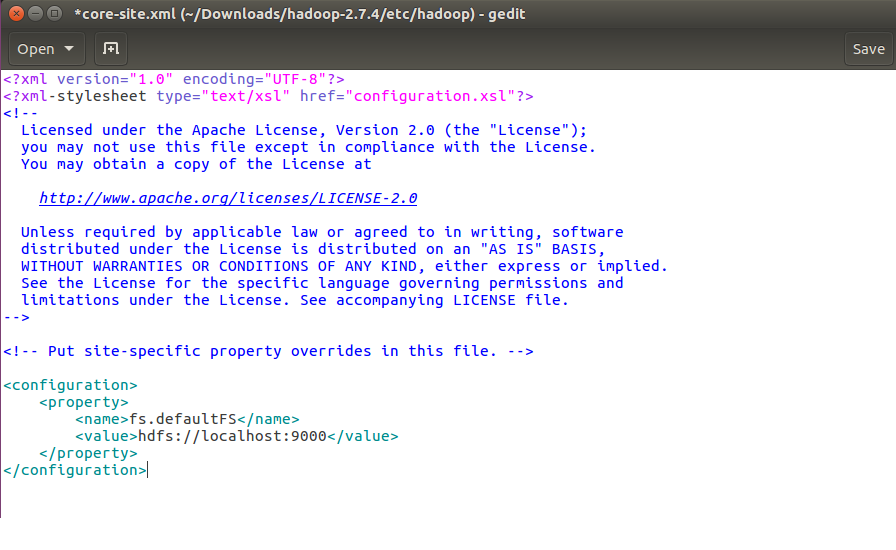 *core-site.xml (~/Downloads/hadoop-2.7.4/etc/hadoop) - gedit
Open
Save
<?xml version="1.0" encoding="UTF-8"?>
<?xml-stylesheet type="text/xsl" href="configuration.xsl"?>
<!--
  Licensed under the Apache License, Version 2.0 (the "License");
  you may not use this file except in compliance with the License.
  You may obtain a copy of the License at

    http://www.apache.org/licenses/LICENSE-2.0

  Unless required by applicable law or agreed to in writing, software
  distributed under the License is distributed on an "AS IS" BASIS,
  WITHOUT WARRANTIES OR CONDITIONS OF ANY KIND, either express or implied.
  See the License for the specific language governing permissions and
  limitations under the License. See accompanying LICENSE file.
-->

<!-- Put site-specific property overrides in this file. -->

<configuration>
    <property>
        <name>fs.defaultFS</name>
        <value>hdfs://localhost:9000</value>
    </property>
</configuration>